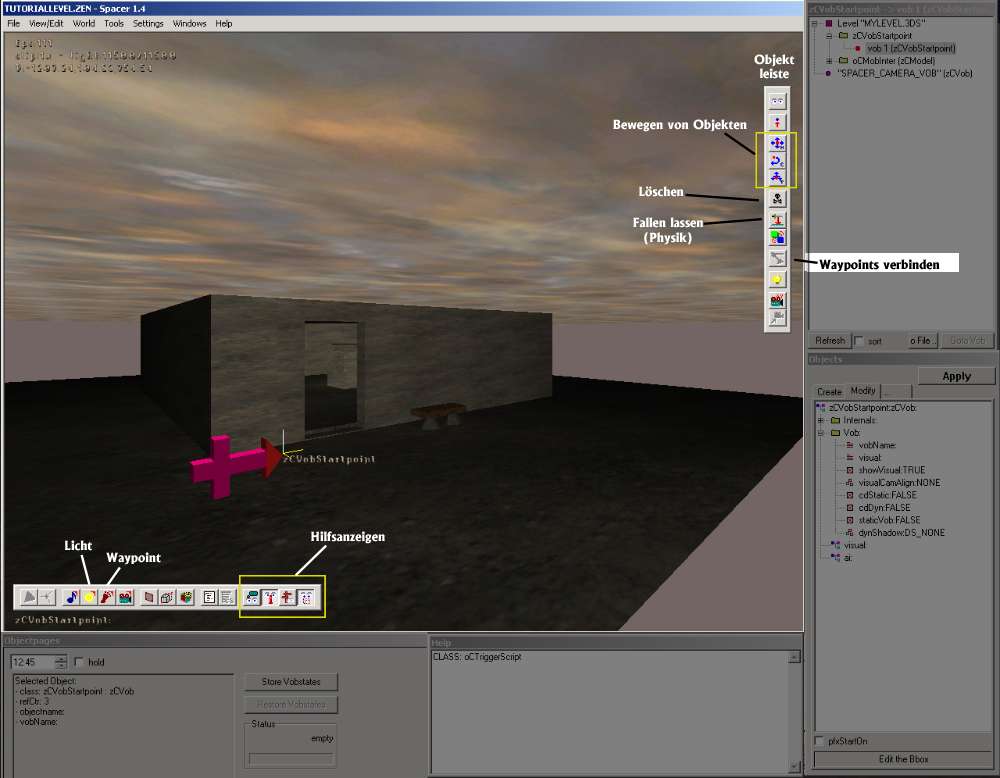 TUTORIALLEVEL.ZEN - Spacer 1.4
File View/Edit World Tools Settings Windows Help
Objekt
leiste
Bewegen von Objekten
Löschen
Fallen lassen
(Physik)
Waypoints verbinden
zCVobStartpoint
Licht
Waypoint
Hilfsanzeigen
zCVobStartpoint:
Level "MYLEVEL.3DS"
zCVobStartpoint
vob 1 (zCVobStartpoint)
oCMobInter (zCModel)
"SPACER_CAMERA_VOB" (zCVob)
Refresh sort o File .. Goto Vob
Objects
Apply
Create Modify ...
zCVobStartpoint:zCVob:
Internals:
Vob:
vobName:
visual:
showVisual:TRUE
visualCamAlign:NONE
cdStatic:FALSE
cdDyn:FALSE
staticVob:FALSE
dynShadow:DS_NONE
visual:
ai:
pfxStartOn
Edit the Bbox
Objectpages
12:45 hold
Selected Object:
- class: zCVobStartpoint : zCVob
- refCtr: 3
- objectname:
- vobName:
Store Vobstates
Restore Vobstates
Status
empty
Help
CLASS: oCTriggerScript